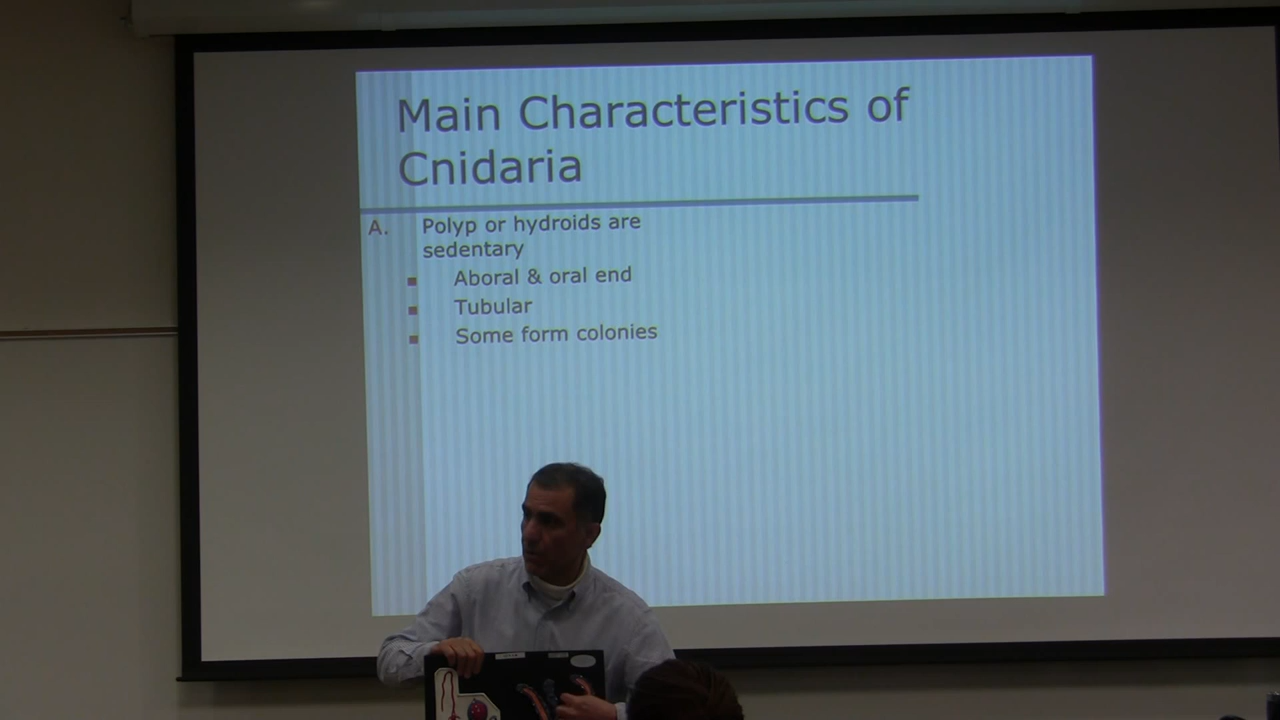 Main Characteristics of
Cnidaria
A. Polyp or hydroids are
sedentary
Aboral & oral end
Tubular
Some form colonies